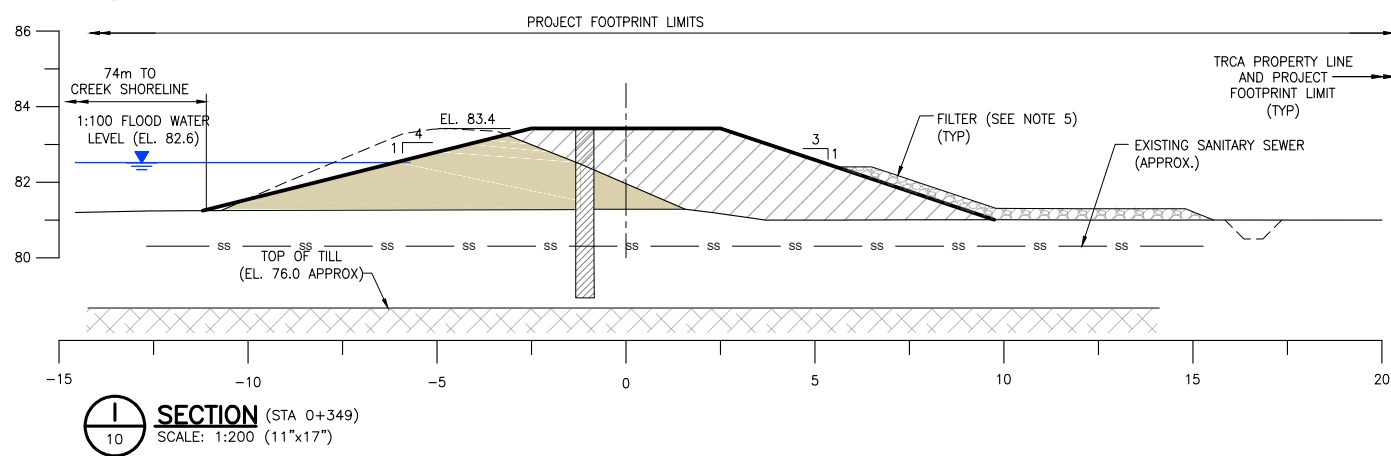 PROJECT FOOTPRINT LIMITS
86
74m TO
CREEK SHORELINE
TRCA PROPERTY LINE
AND PROJECT
FOOTPRINT LIMIT
(TYP)
84
1:100 FLOOD WATER
LEVEL (EL. 82.6)
EL. 83.4
4
1
3
1
FILTER (SEE NOTE 5)
(TYP)
EXISTING SANITARY SEWER
(APPROX.)
82
SS SS SS SS SS SS SS SS SS SS SS SS
80
TOP OF TILL
(EL. 76.0 APPROX)
-15 -10 -5 0 5 10 15 20
I
10
SECTION (STA 0+349)
SCALE: 1:200 (11"x17")